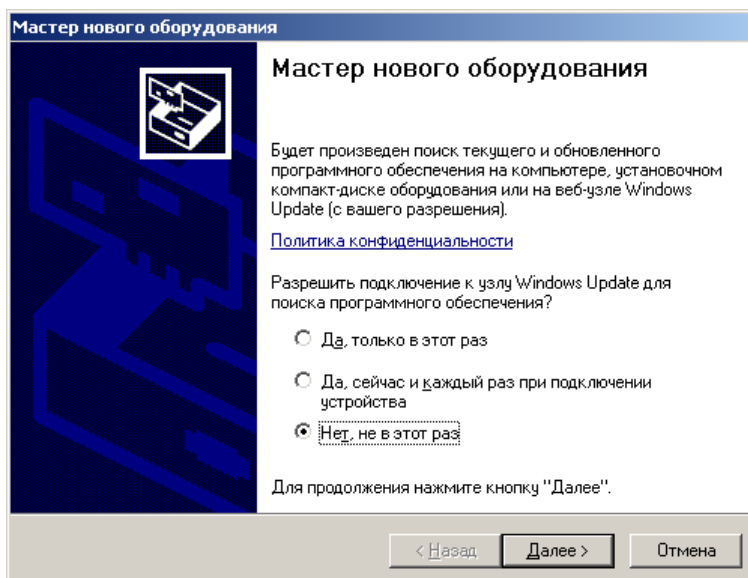 Мастер нового оборудования
Мастер нового оборудования
Будет произведен поиск текущего и обновленного
программного обеспечения на компьютере, установочном
компакт-диске оборудования или на веб-узле Windows
Update (с вашего разрешения).
Политика конфиденциальности
Разрешить подключение к узлу Windows Update для
поиска программного обеспечения?
Да, только в этот раз
Да, сейчас и каждый раз при подключении
устройства
Нет, не в этот раз
Для продолжения нажмите кнопку "Далее".
< Назад Далее > Отмена